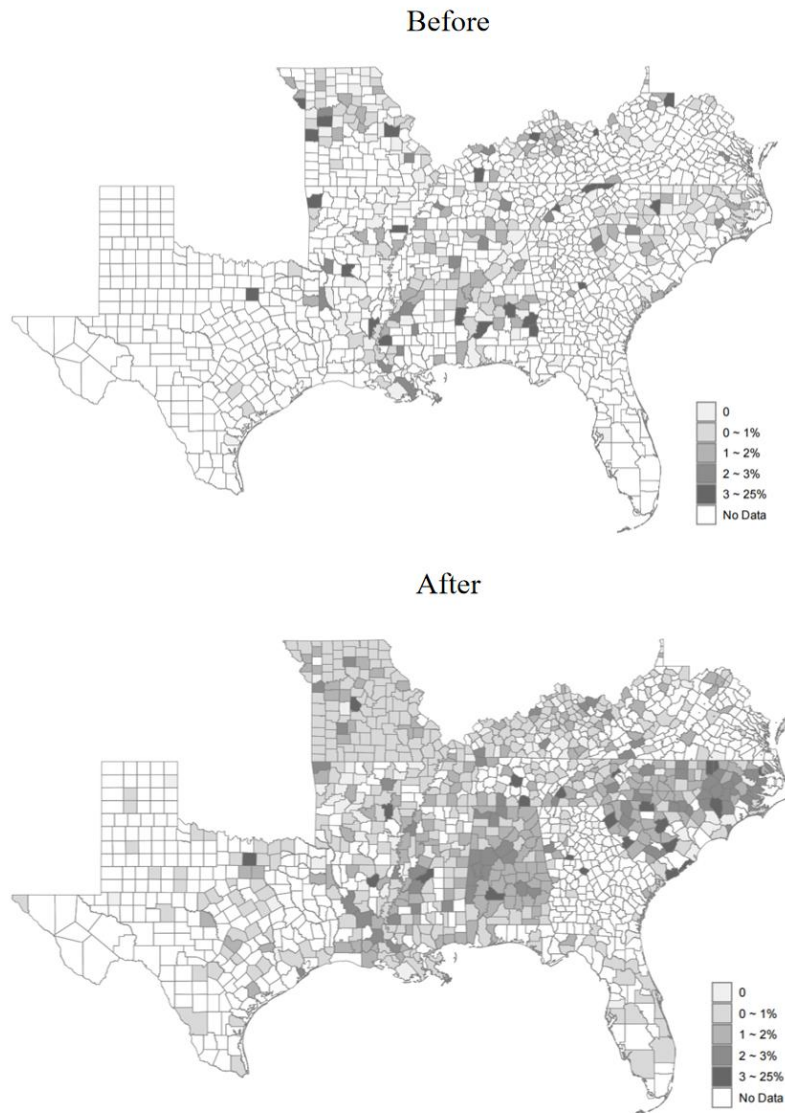 Before
0
0 ~ 1%
1 ~ 2%
2 ~ 3%
3 ~ 25%
No Data
After
0
0 ~ 1%
1 ~ 2%
2 ~ 3%
3 ~ 25%
No Data